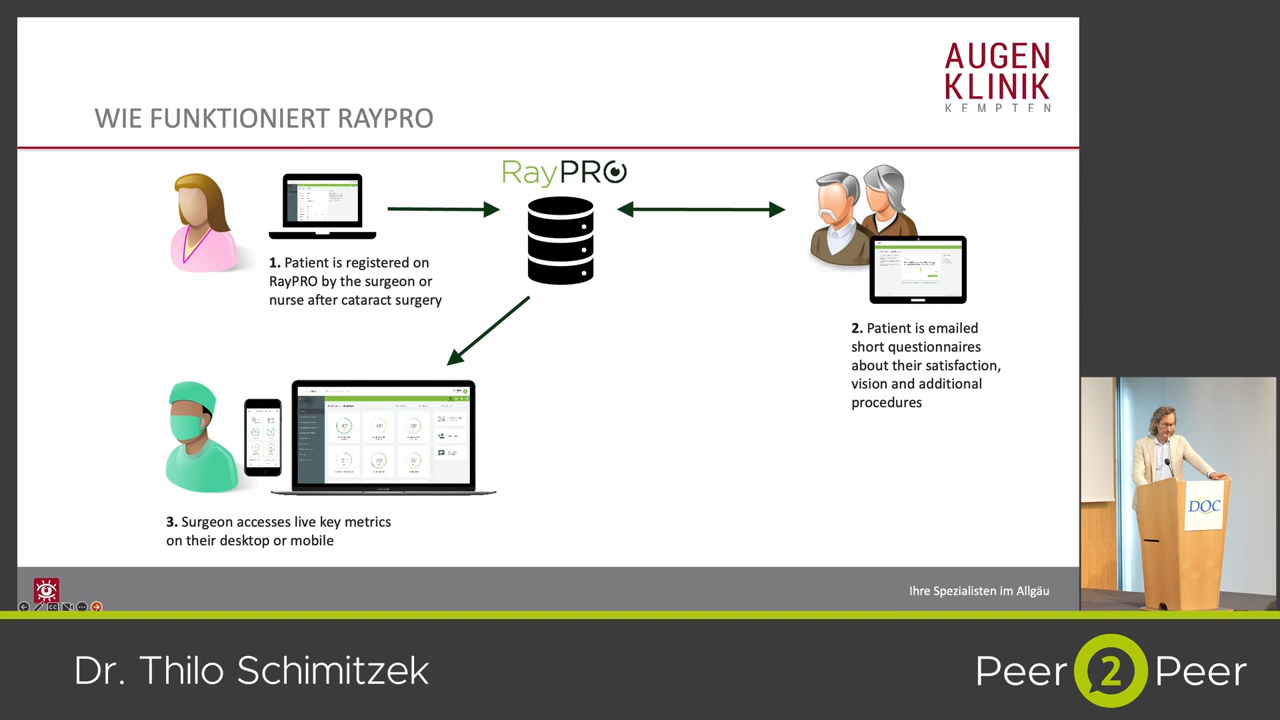 AUGEN
KLINIK
KEMPTEN
WIE FUNKTIONIERT RAYPRO
RayPRO
1. Patient is registered on
RayPRO by the surgeon or
nurse after cataract surgery
2. Patient is emailed
short questionnaires
about their satisfaction,
vision and additional
procedures
3. Surgeon accesses live key metrics
on their desktop or mobile
Ihre Spezialisten im Allgäu
DOC
Dr. Thilo Schimitzek
Peer 2 Peer